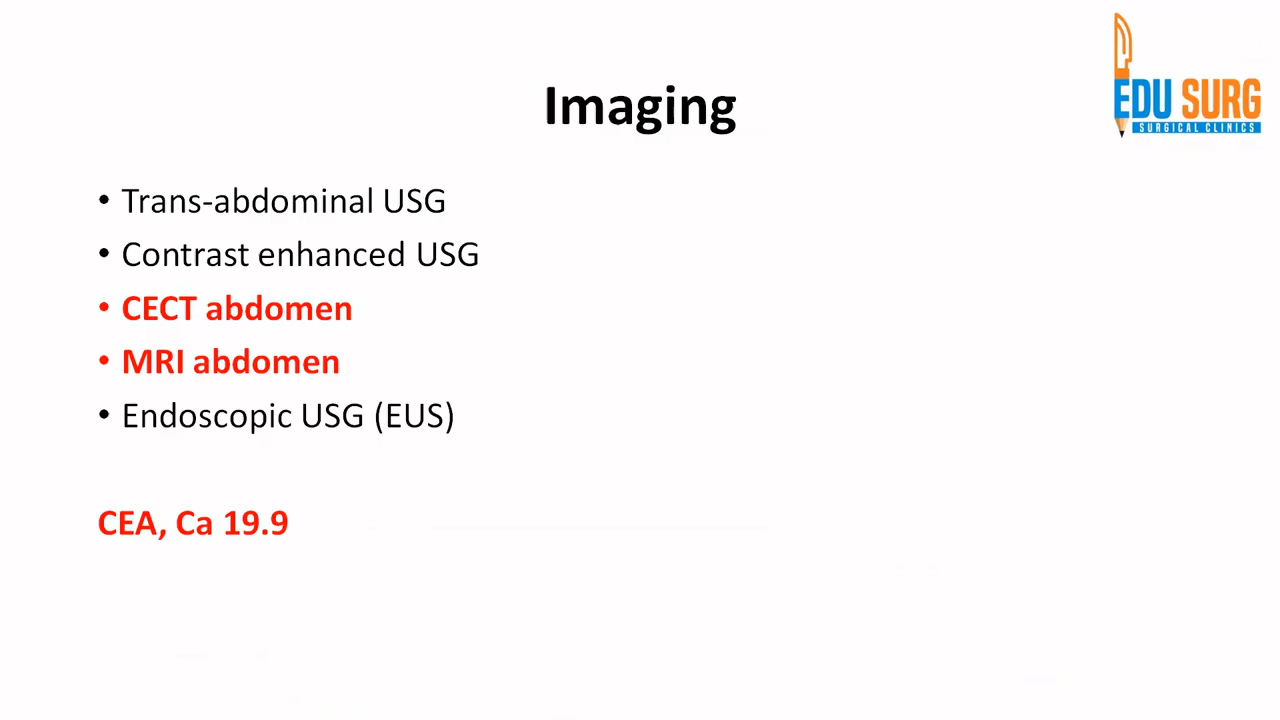 Imaging
EDU SURG
SURGICAL CLINICS
• Trans-abdominal USG
• Contrast enhanced USG
• CECT abdomen
• MRI abdomen
• Endoscopic USG (EUS)
CEA, Ca 19.9